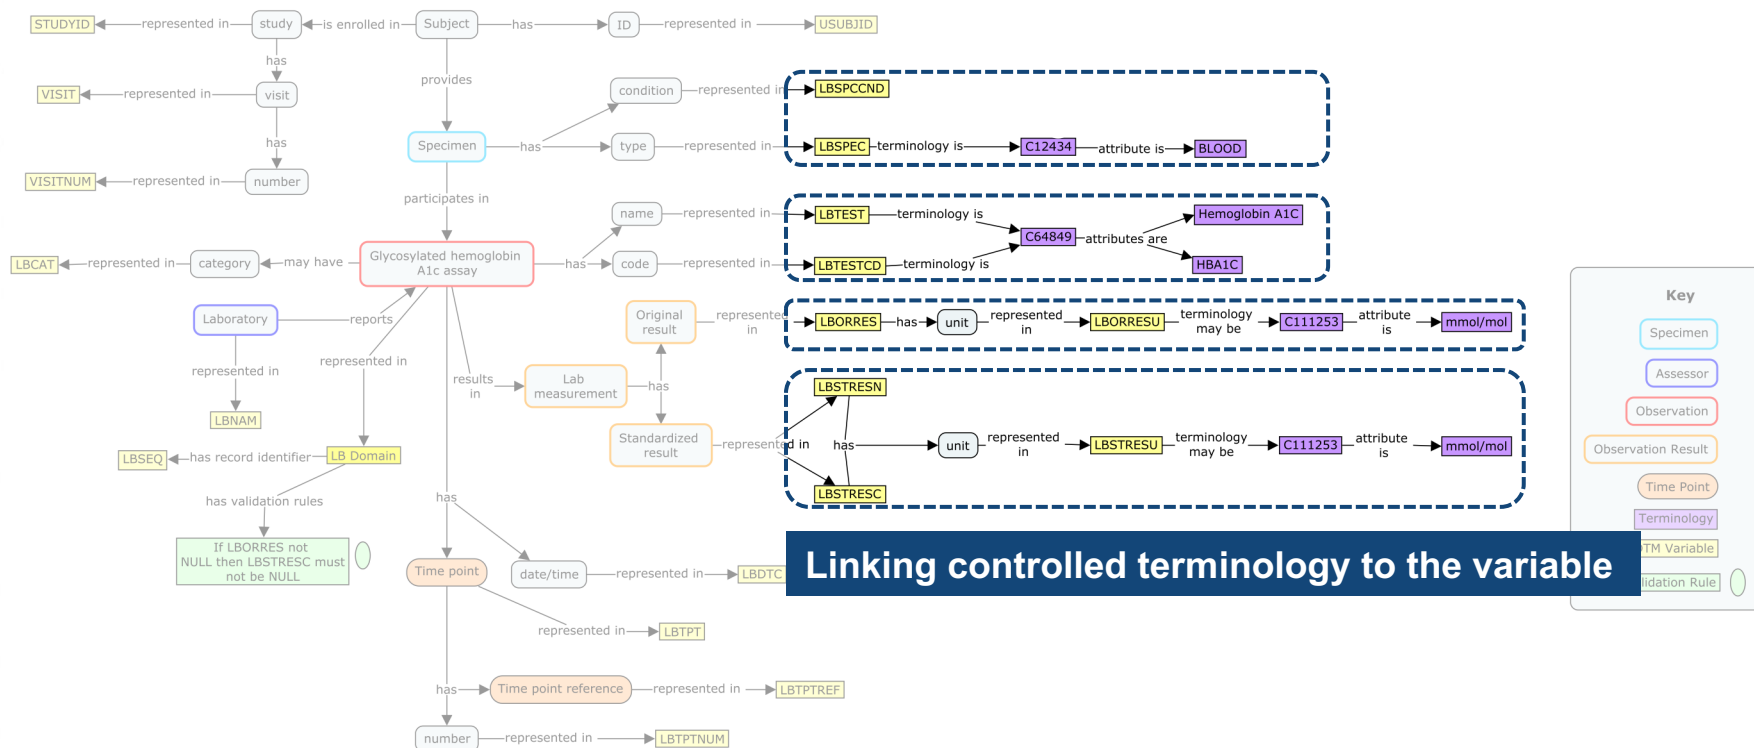 STUDYID
represented in
study
is enrolled in
Subject
has
ID
represented in
USUBJID
has
provides
VISIT
represented in
visit
condition
represented in
LBSPCCND
has
Specimen
has
type
represented in
LBSPEC
terminology is
C12434
attribute is
BLOOD
VISITNUM
represented in
number
participates in
name
represented in
LBTEST
terminology is
Hemoglobin A1C
C64849
attributes are
LBCAT
represented in
category
may have
Glycosylated hemoglobin
A1c assay
has
code
represented in
LBTESTCD
terminology is
HBA1C
Laboratory
reports
Original
result
represented
in
LBORRES
has
unit
represented
in
LBORRESU
terminology
may be
C111253
attribute
is
mmol/mol
represented in
represented in
results
in
Lab
measurement
has
LBSTRESN
LBNAM
Standardized
result
represented in
has
unit
represented
in
LBSTRESU
terminology
may be
C111253
attribute
is
mmol/mol
LBSTRESC
LBSEQ
has record identifier
LB Domain
has validation rules
has
If LBORRES not
NULL then LBSTRESC must
not be NULL
Time point
date/time
represented in
LBDTC
represented in
LBTPT
has
Time point reference
represented in
LBTPTREF
number
represented in
LBTPTNUM
Linking controlled terminology to the variable
Key
Specimen
Assessor
Observation
Observation Result
Time Point
Terminology
TM Variable
lidation Rule